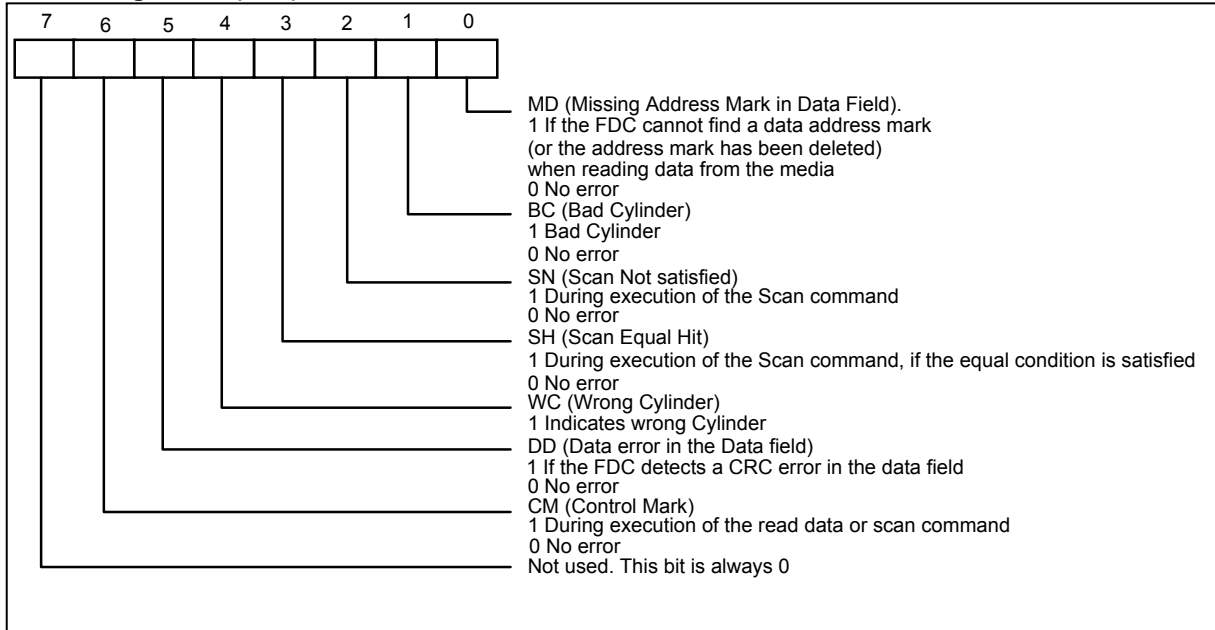 7 6 5 4 3 2 1 0
MD (Missing Address Mark in Data Field).
1 If the FDC cannot find a data address mark
(or the address mark has been deleted)
when reading data from the media
0 No error
BC (Bad Cylinder)
1 Bad Cylinder
0 No error
SN (Scan Not satisfied)
1 During execution of the Scan command
0 No error
SH (Scan Equal Hit)
1 During execution of the Scan command, if the equal condition is satisfied
0 No error
WC (Wrong Cylinder)
1 Indicates wrong Cylinder
DD (Data error in the Data field)
1 If the FDC detects a CRC error in the data field
0 No error
CM (Control Mark)
1 During execution of the read data or scan command
0 No error
Not used. This bit is always 0